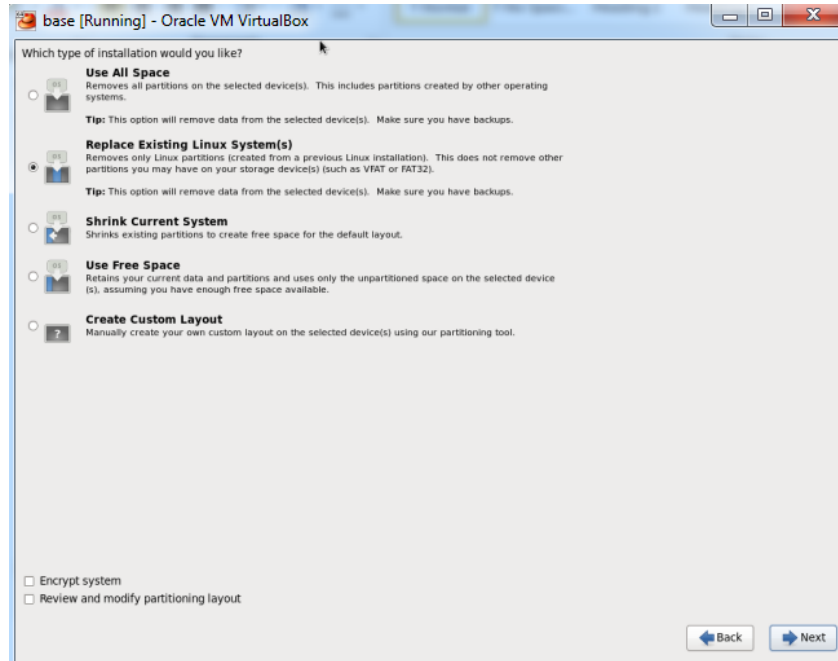 base [Running] - Oracle VM VirtualBox
Which type of installation would you like?
Use All Space
Removes all partitions on the selected device(s). This includes partitions created by other operating
systems.
Tip: This option will remove data from the selected device(s). Make sure you have backups.
Replace Existing Linux System(s)
Removes only Linux partitions (created from a previous Linux installation). This does not remove other
partitions you may have on your storage device(s) (such as VFAT or FAT32).
Tip: This option will remove data from the selected device(s). Make sure you have backups.
Shrink Current System
Shrinks existing partitions to create free space for the default layout.
Use Free Space
Retains your current data and partitions and uses only the unpartitioned space on the selected device
(s), assuming you have enough free space available.
Create Custom Layout
?
Manually create your own custom layout on the selected device(s) using our partitioning tool.
Encrypt system
Review and modify partitioning layout
Back
Next